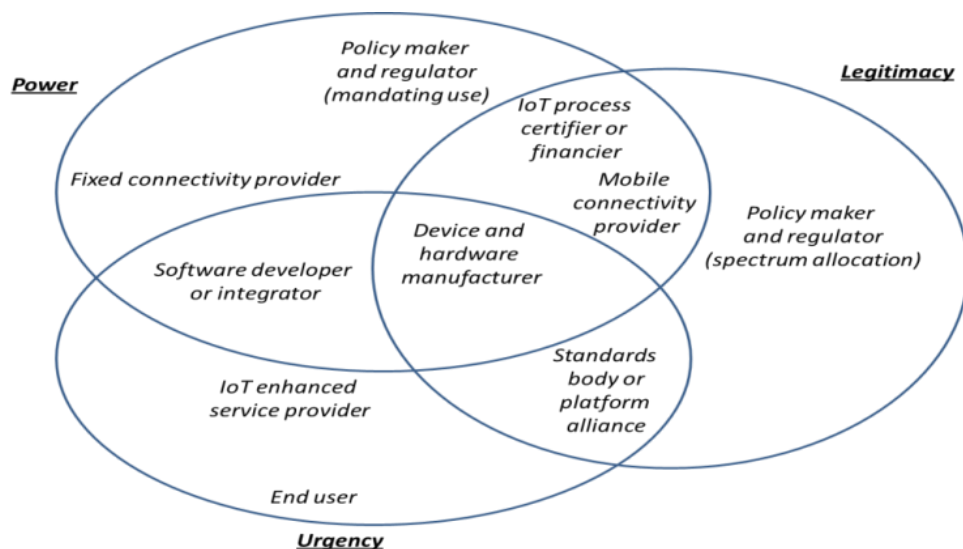 Policy maker
and regulator
(mandating use)
Power
Legitimacy
IoT process
certifier or
financier
Fixed connectivity provider
Mobile
connectivity
provider
Policy maker
and regulator
(spectrum allocation)
Device and
hardware
manufacturer
Software developer
or integrator
Standards
body or
platform
alliance
IoT enhanced
service provider
End user
Urgency